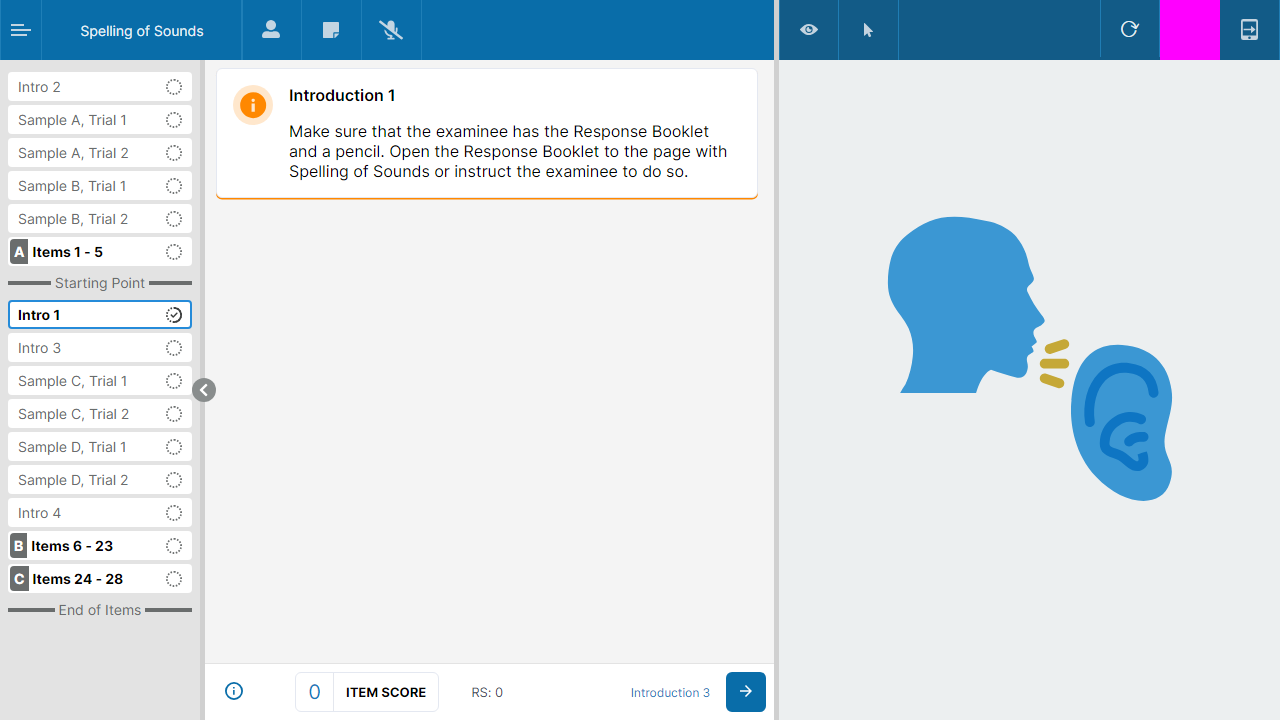 Spelling of Sounds
Intro 2
Sample A, Trial 1
Sample A, Trial 2
Sample B, Trial 1
Sample B, Trial 2
A Items 1 - 5
Starting Point
Intro 1
Intro 3
Sample C, Trial 1
Sample C, Trial 2
Sample D, Trial 1
Sample D, Trial 2
Intro 4
B Items 6 - 23
C Items 24 - 28
End of Items
Introduction 1
Make sure that the examinee has the Response Booklet
and a pencil. Open the Response Booklet to the page with
Spelling of Sounds or instruct the examinee to do so.
0 ITEM SCORE
RS: 0
Introduction 3